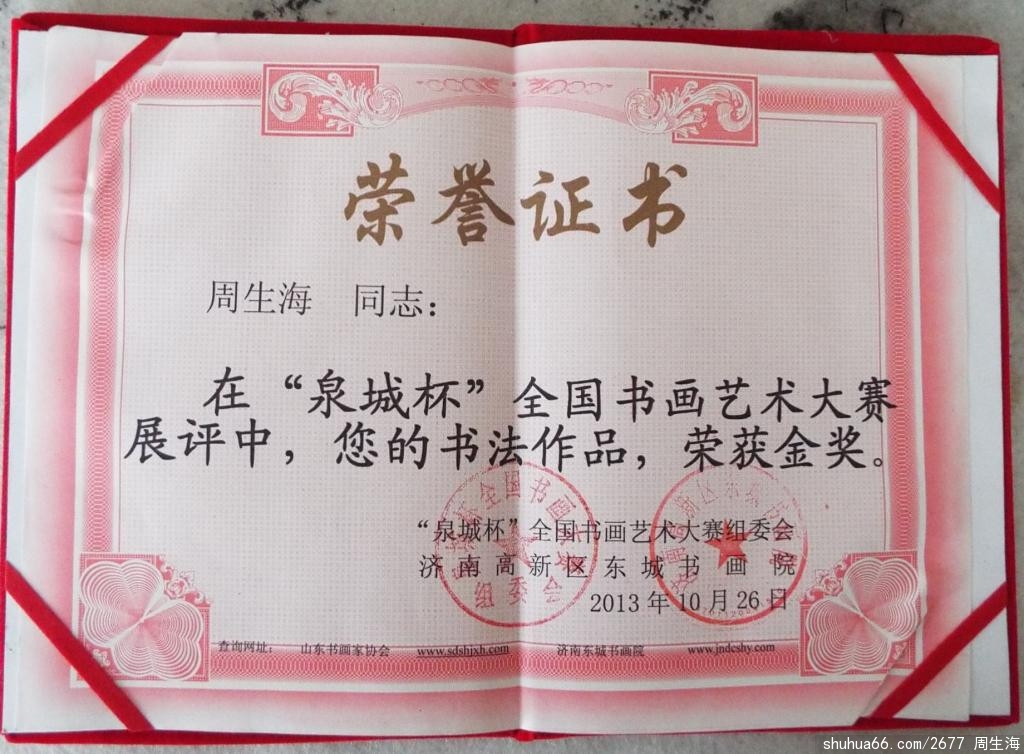 荣誉证书
周生海 同志：
在“泉城杯”全国书画艺术大赛
展评中，您的书法作品，荣获金奖。
“泉城杯”全国书画艺术大赛组委会
济南高新区东城书画院
2013年10月26日
查询网址： 山东书画家协会 www.sdshjxh.com 济南东城书画院 www.jndcshy.com
shuhua66.com/2677 周生海